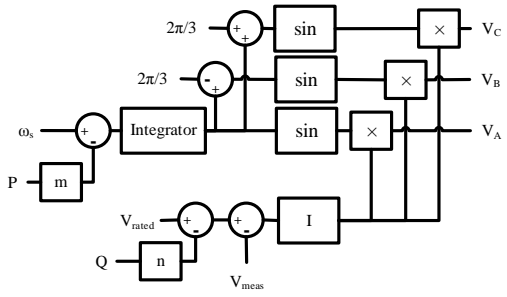 2π/3 + + sin × V_C
2π/3 - + sin × V_B
ω_s + - Integrator sin × V_A
P m
V_rated + - + - I
Q n
V_meas